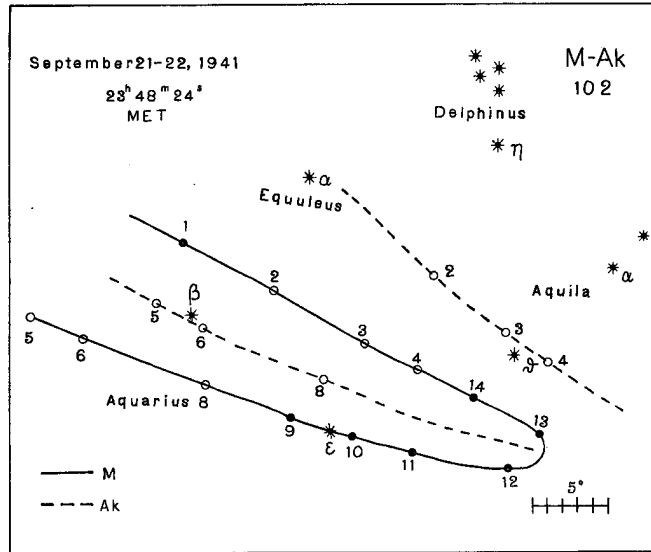 September 21-22, 1941
23ʰ 48ᵐ 24ˢ
MET
M-Ak
102
Delphinus
η
α
Equuleus
α
Aquila
1
2
3
4
14
13
2
3
4
ϑ
β
5
6
8
5
6
8
Aquarius
9
ε
10
11
12
M
Ak
5°